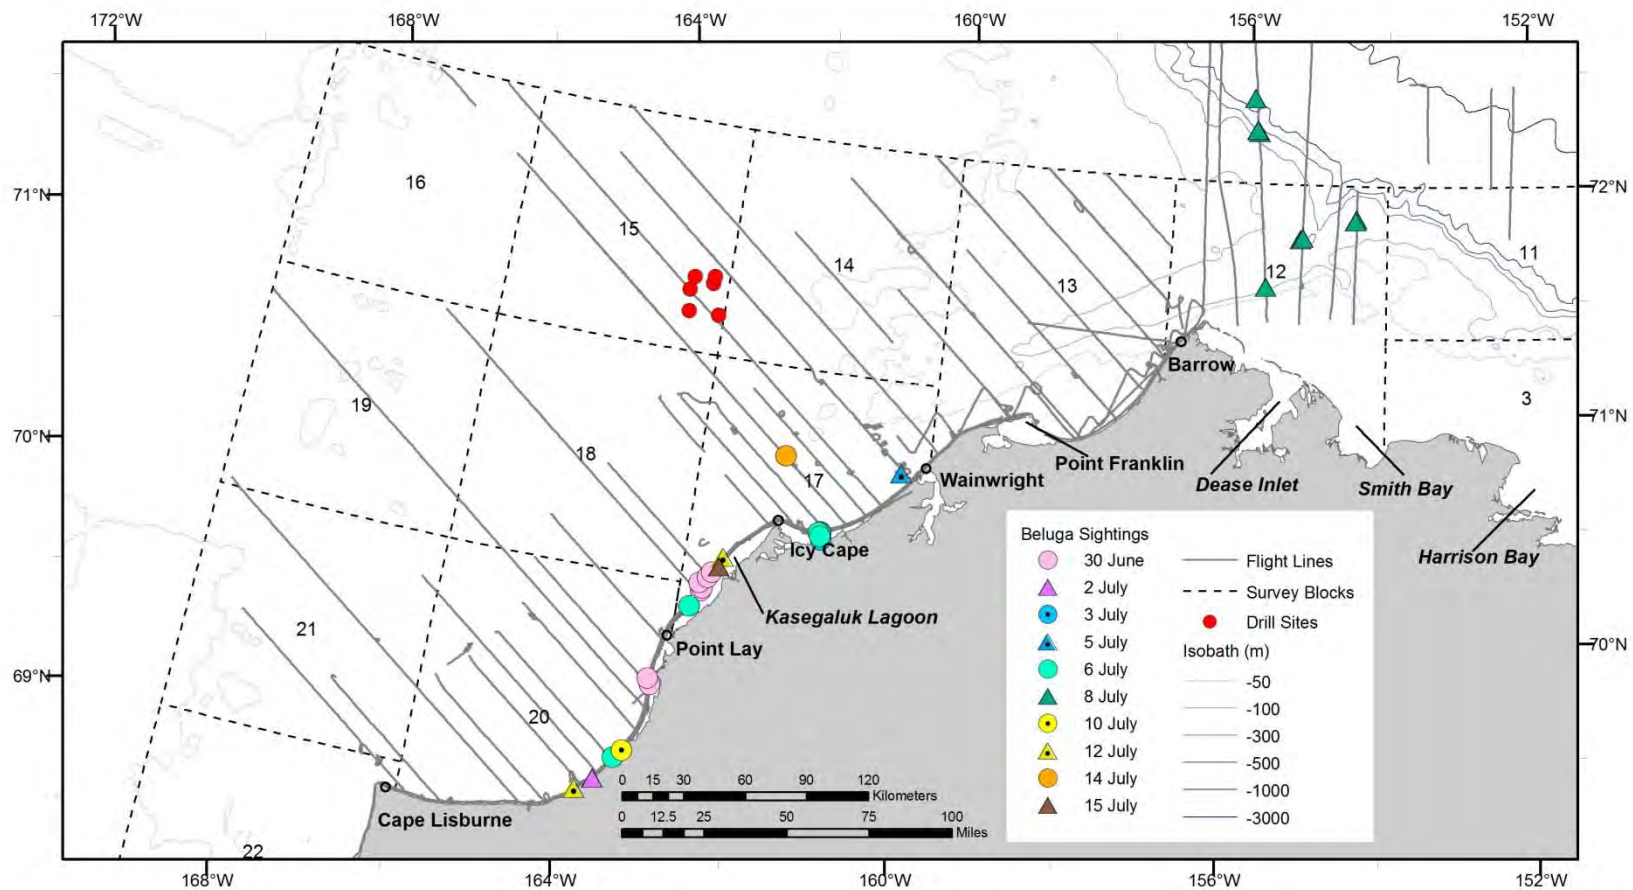 172°W 168°W 164°W 160°W 156°W 152°W
71°N
72°N
16
15
14
13
12
11
3
70°N
71°N
19
18
17
Barrow
Point Franklin
Wainwright
Dease Inlet
Smith Bay
Harrison Bay
Icy Cape
Kasegaluk Lagoon
Point Lay
69°N
70°N
21
20
Cape Lisburne
22
Beluga Sightings
30 June
2 July
3 July
5 July
6 July
8 July
10 July
12 July
14 July
15 July
Flight Lines
Survey Blocks
Drill Sites
Isobath (m)
-50
-100
-300
-500
-1000
-3000
0 15 30 60 90 120
Kilometers
0 12.5 25 50 75 100
Miles
168°W 164°W 160°W 156°W 152°W